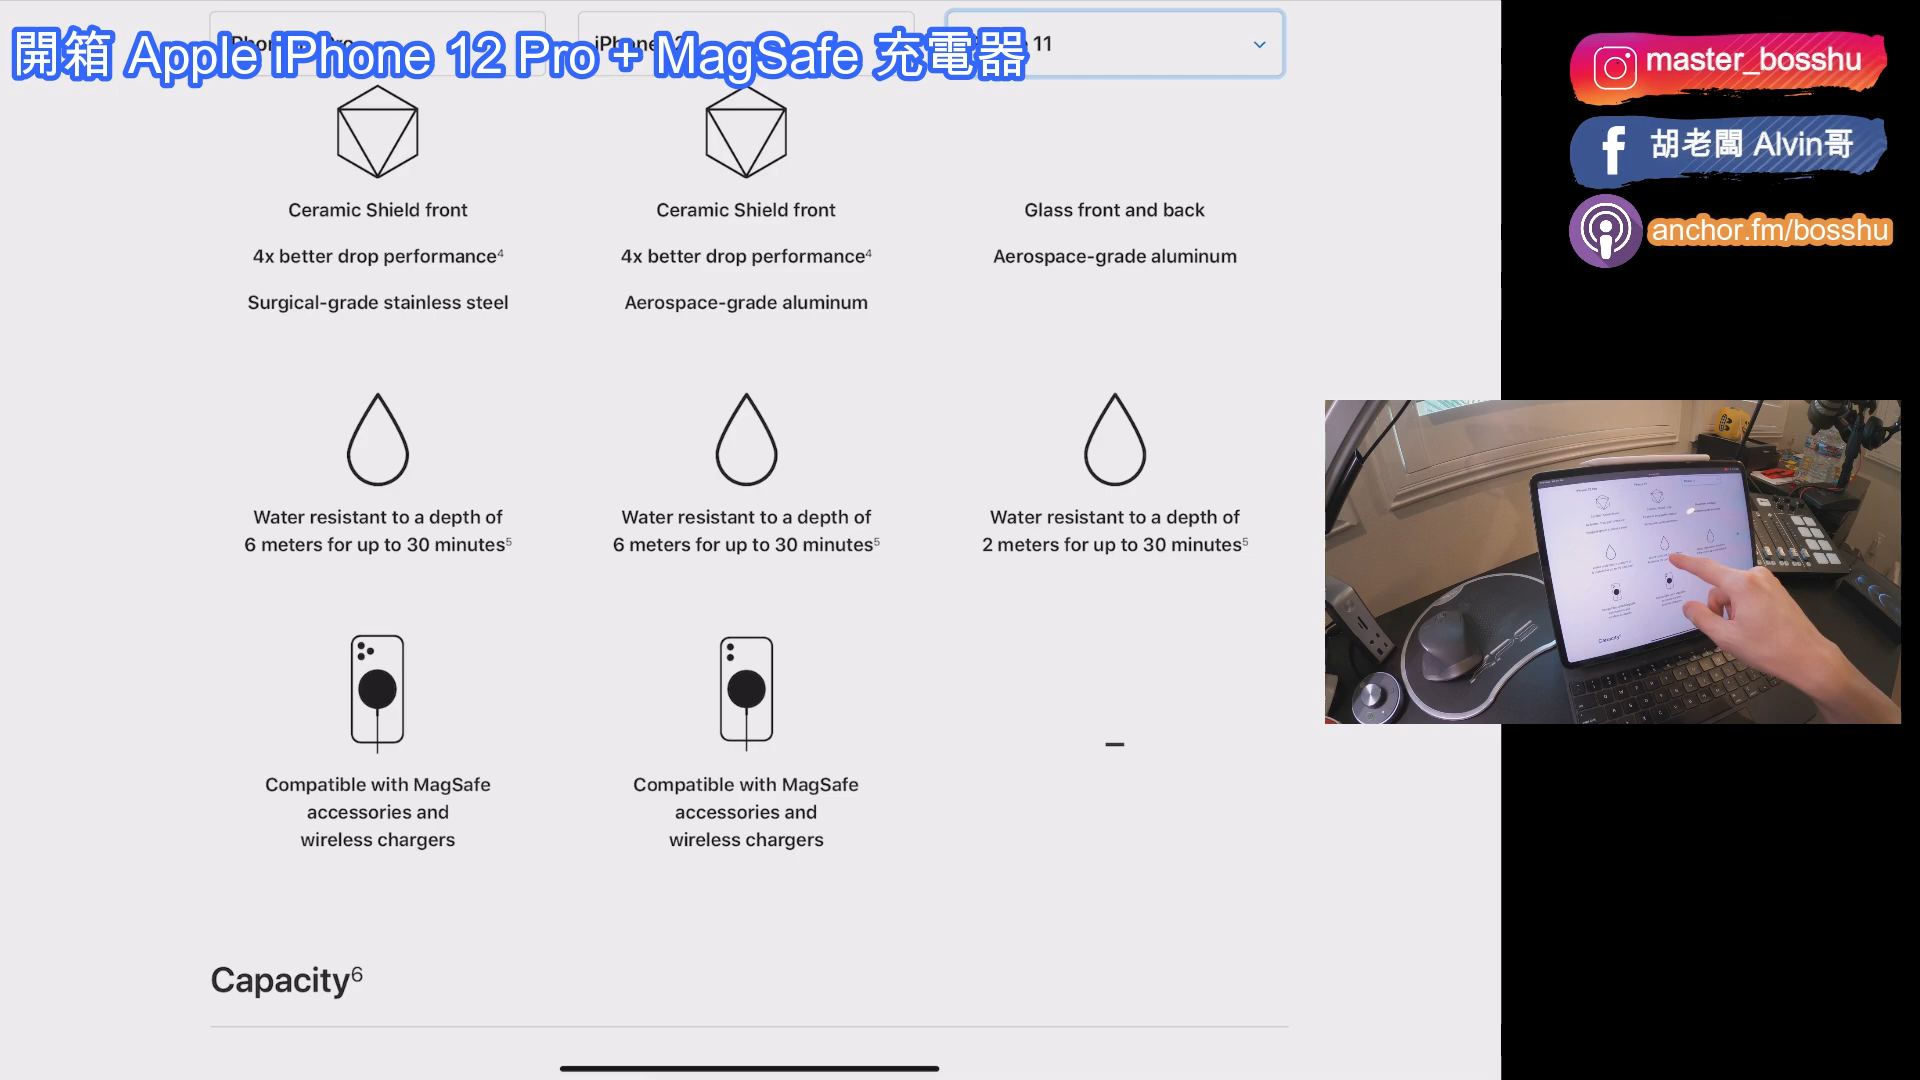 開箱 Apple iPhone 12 Pro + MagSafe 充電器
11
master_bosshu
胡老闆 Alvin哥
anchor.fm/bosshu
Ceramic Shield front
4x better drop performance4
Surgical-grade stainless steel
Ceramic Shield front
4x better drop performance4
Aerospace-grade aluminum
Glass front and back
Aerospace-grade aluminum
Water resistant to a depth of
6 meters for up to 30 minutes5
Water resistant to a depth of
6 meters for up to 30 minutes5
Water resistant to a depth of
2 meters for up to 30 minutes5
Compatible with MagSafe
accessories and
wireless chargers
Compatible with MagSafe
accessories and
wireless chargers
–
Capacity6